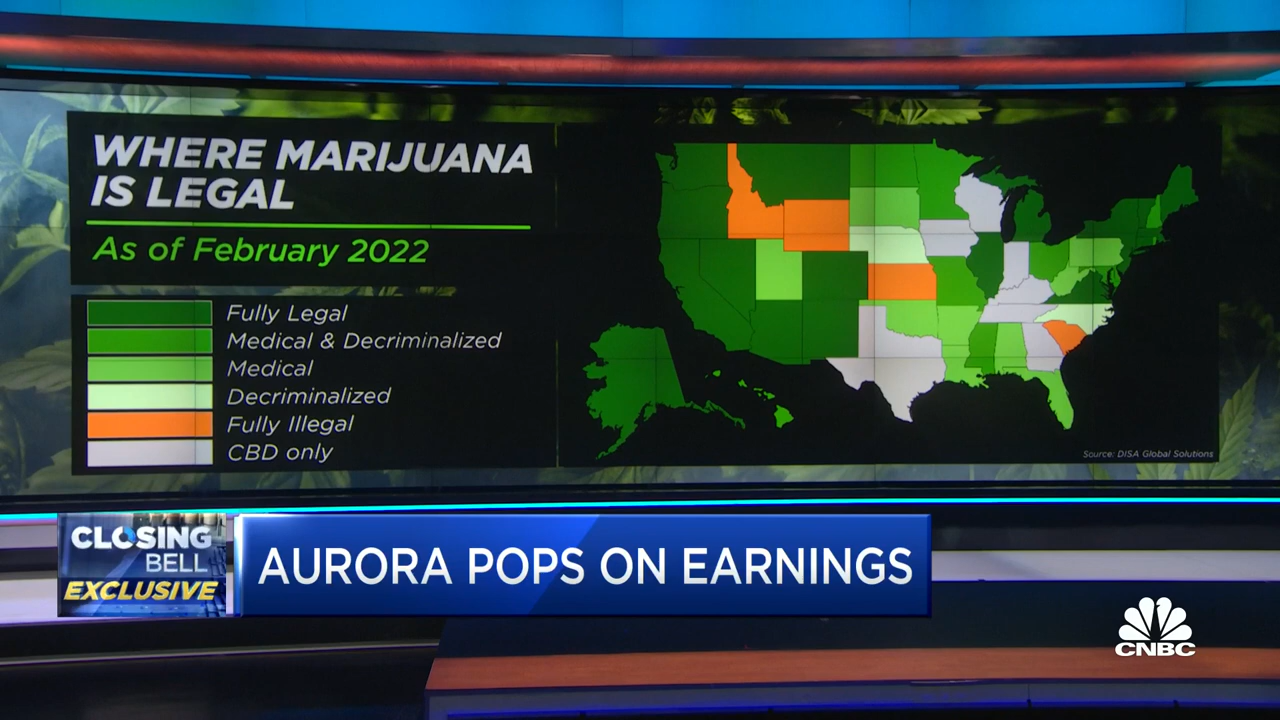 WHERE MARIJUANA
IS LEGAL
As of February 2022
Fully Legal
Medical & Decriminalized
Medical
Decriminalized
Fully Illegal
CBD only
Source: DISA Global Solutions
CLOSING
BELL
EXCLUSIVE
AURORA POPS ON EARNINGS
CNBC